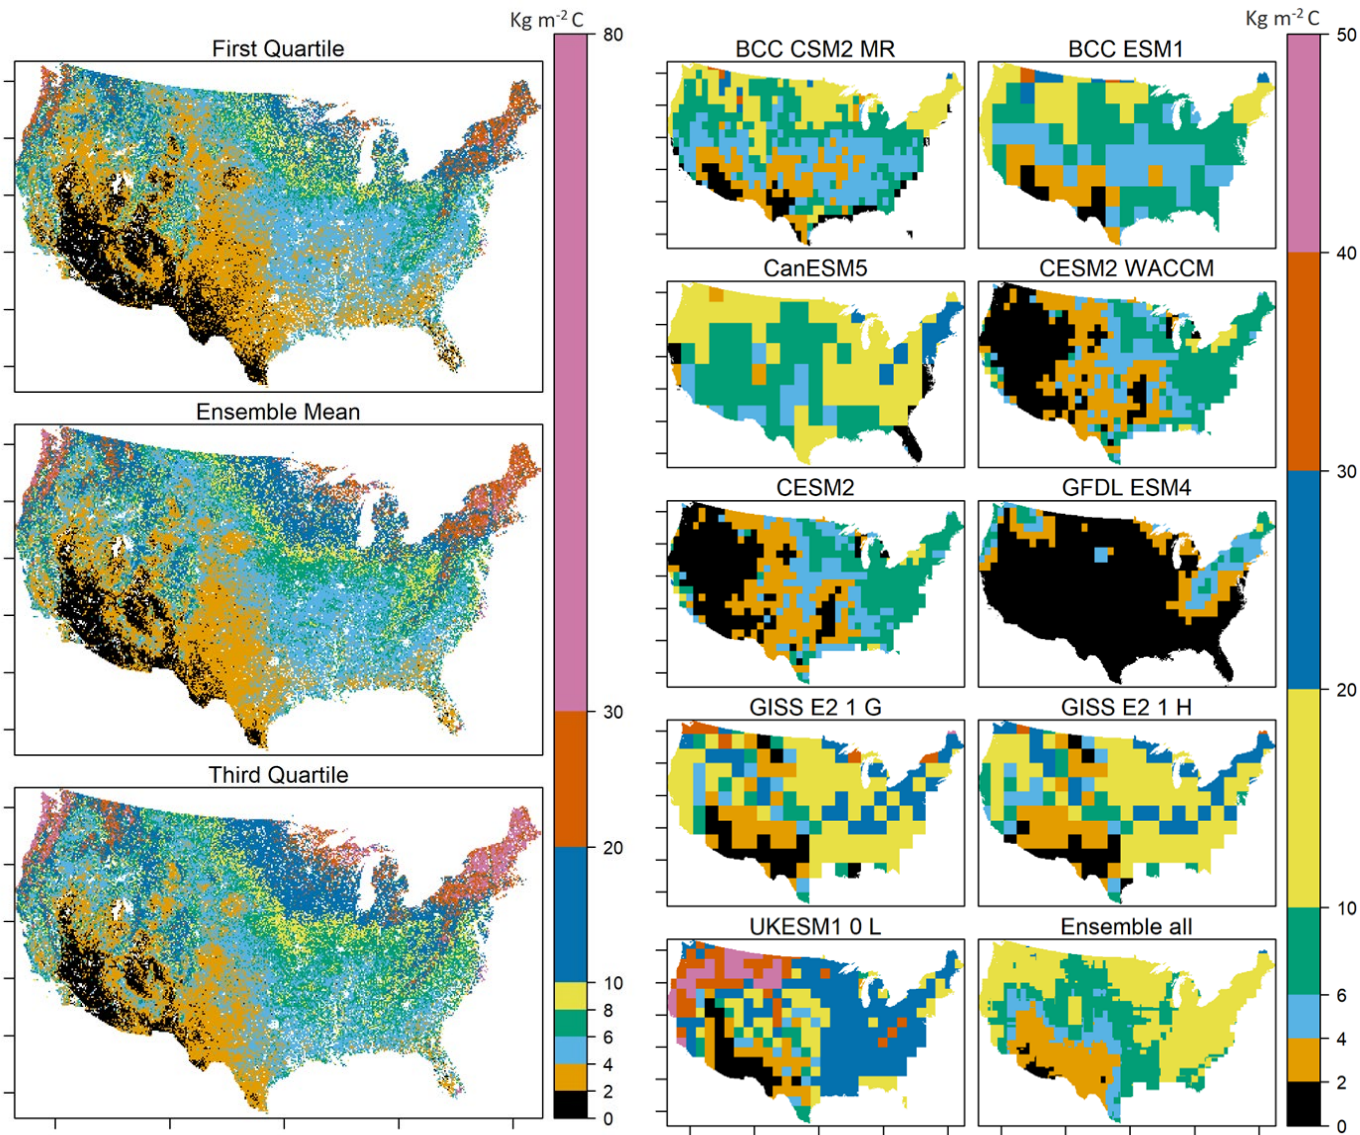 Kg m-2 C
First Quartile
Ensemble Mean
Third Quartile
80
30
20
10
8
6
4
2
0
Kg m-2 C
BCC CSM2 MR
BCC ESM1
CanESM5
CESM2 WACCM
CESM2
GFDL ESM4
GISS E2 1 G
GISS E2 1 H
UKESM1 0 L
Ensemble all
50
40
30
20
10
6
4
2
0